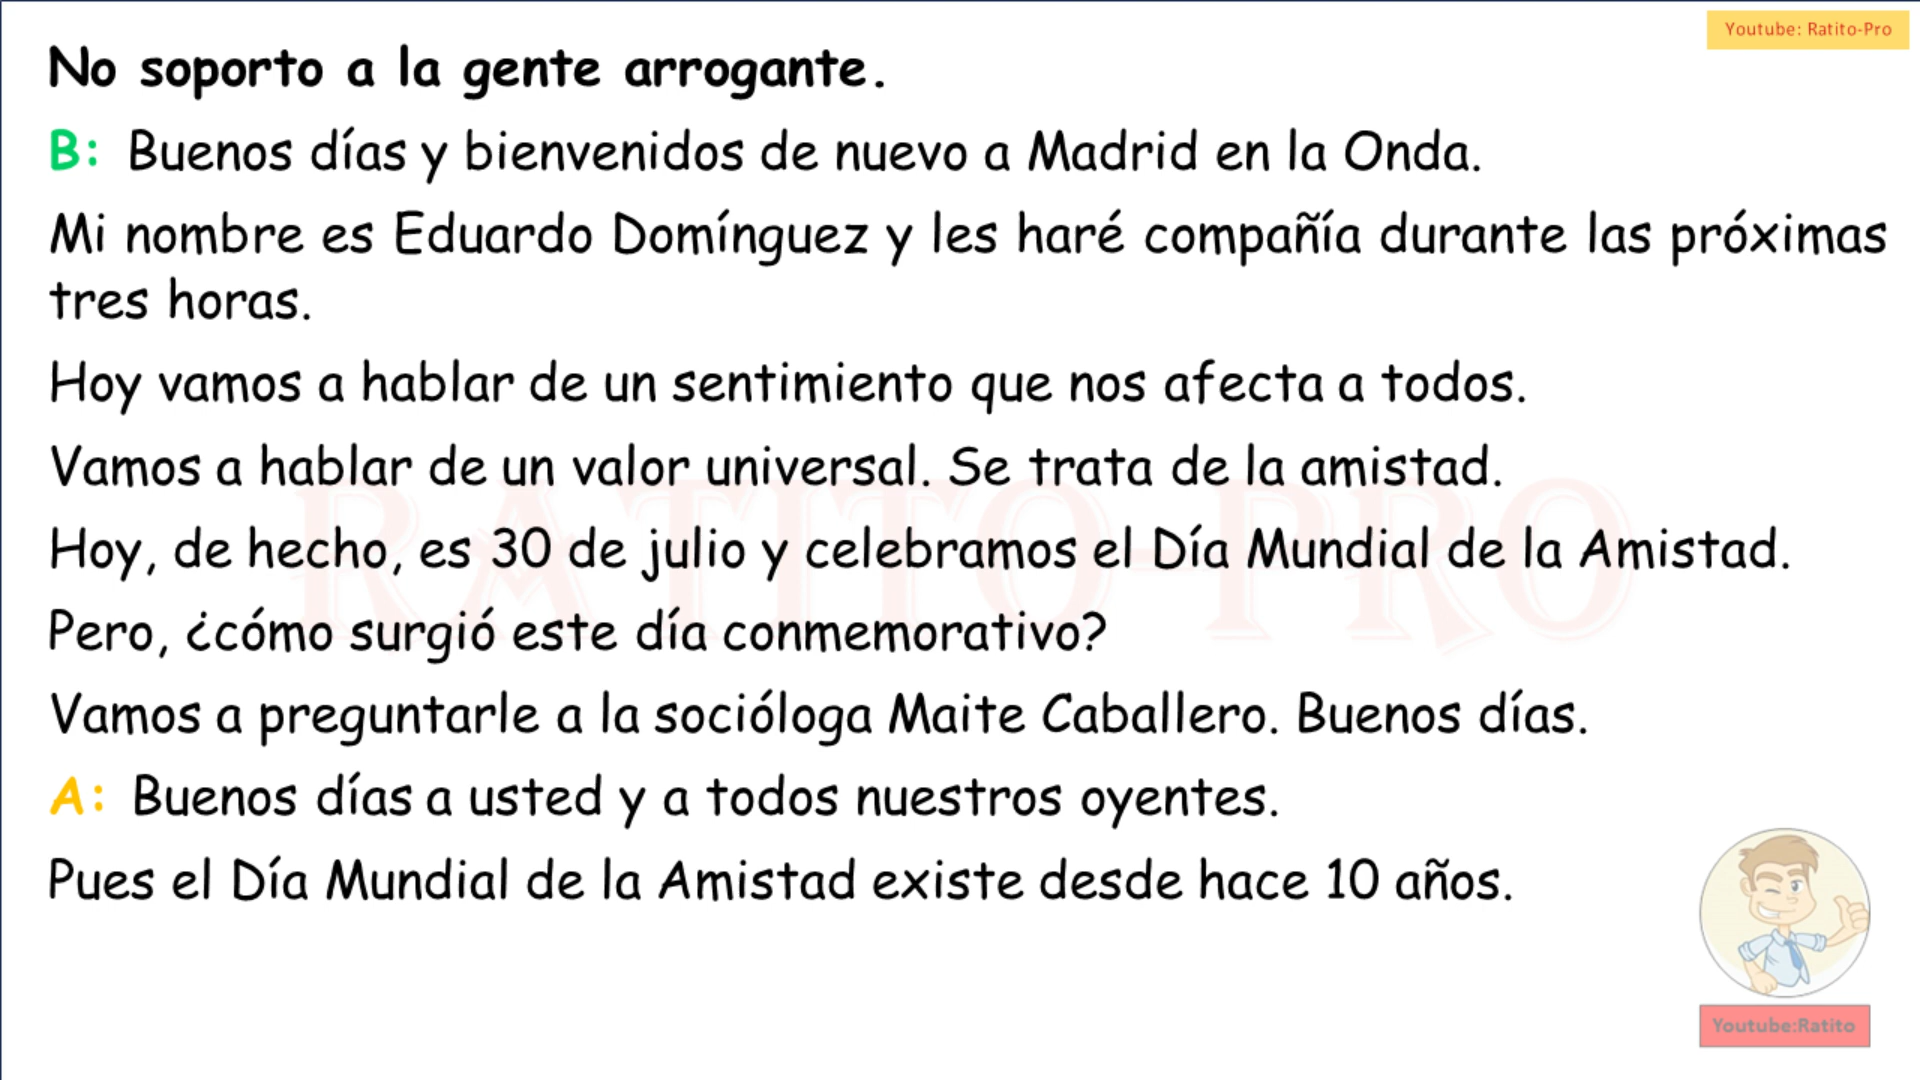 Youtube: Ratito-Pro
No soporto a la gente arrogante.
B: Buenos días y bienvenidos de nuevo a Madrid en la Onda.
Mi nombre es Eduardo Domínguez y les haré compañía durante las próximas
tres horas.
Hoy vamos a hablar de un sentimiento que nos afecta a todos.
Vamos a hablar de un valor universal. Se trata de la amistad.
RATITO-PRO
Hoy, de hecho, es 30 de julio y celebramos el Día Mundial de la Amistad.
Pero, ¿cómo surgió este día conmemorativo?
Vamos a preguntarle a la socióloga Maite Caballero. Buenos días.
A: Buenos días a usted y a todos nuestros oyentes.
Pues el Día Mundial de la Amistad existe desde hace 10 años.
Youtube:Ratito